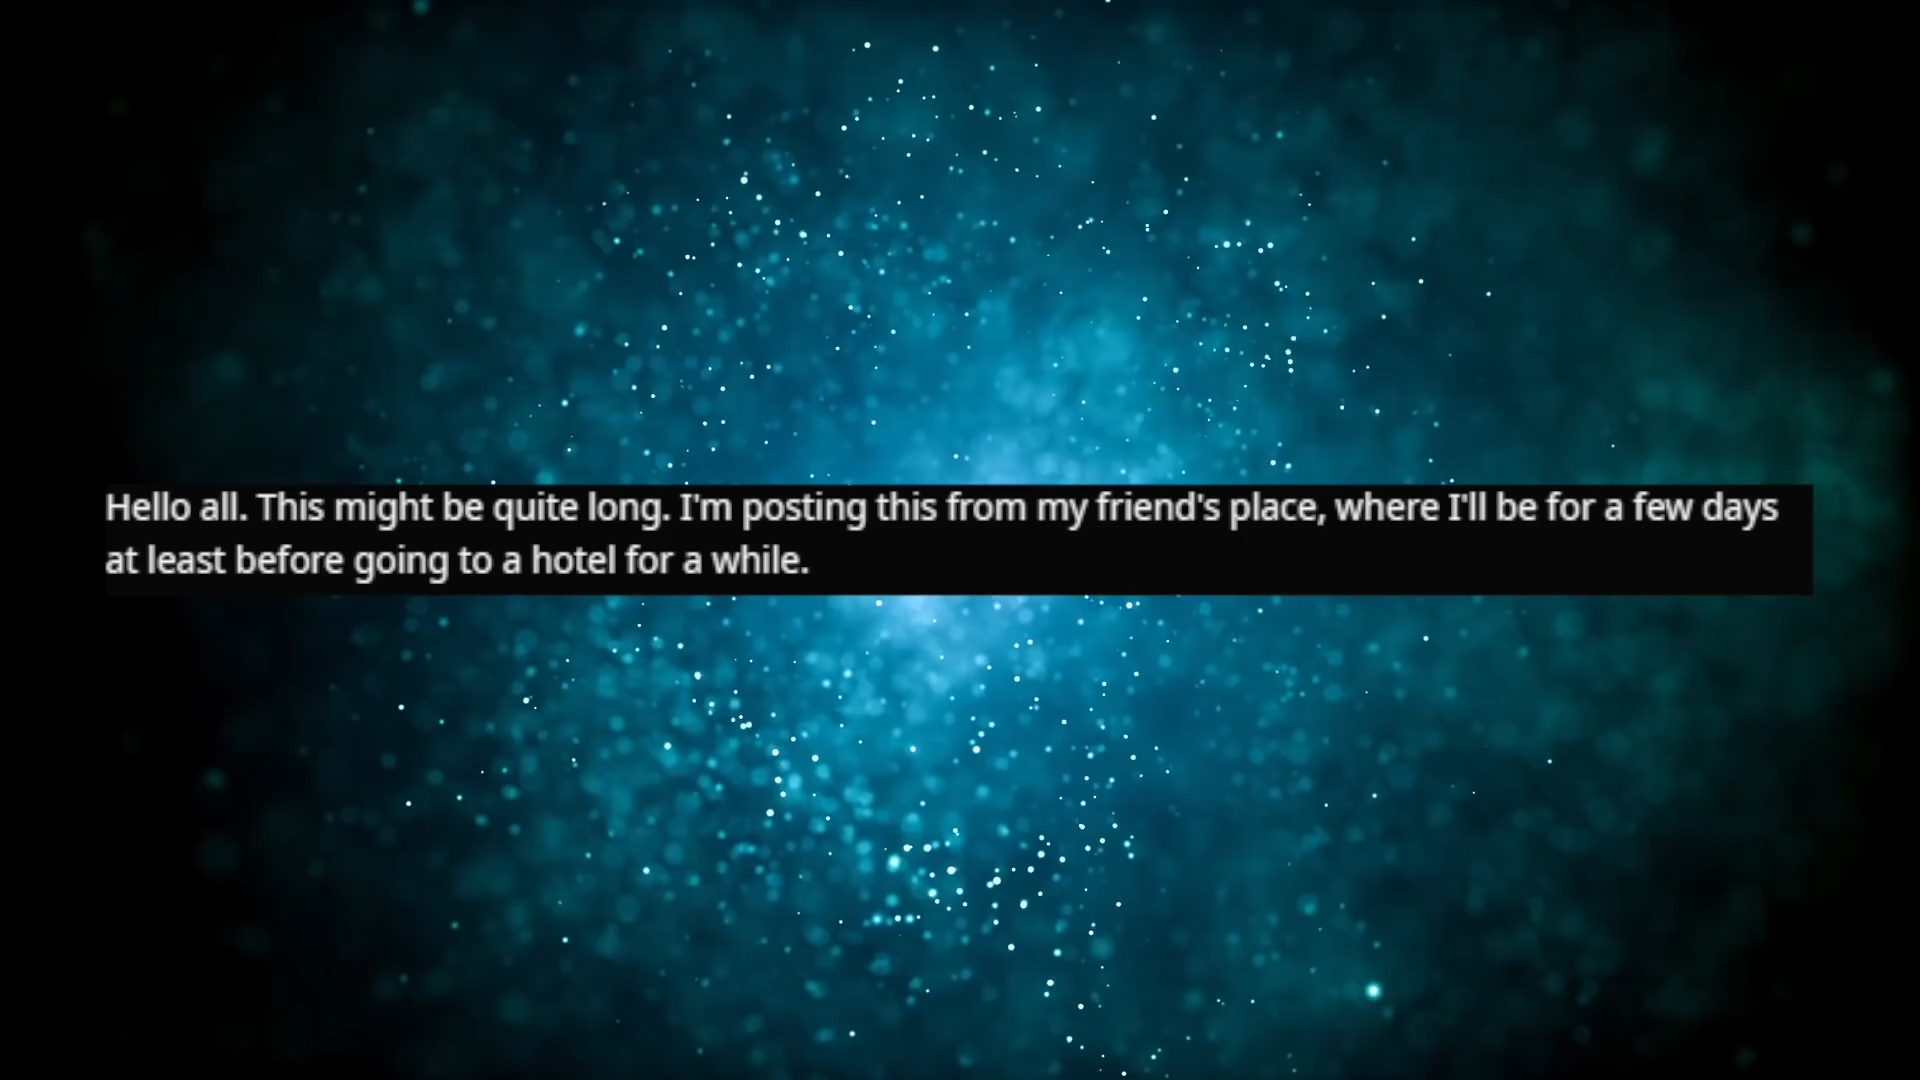 Hello all. This might be quite long. I'm posting this from my friend's place, where I'll be for a few days
at least before going to a hotel for a while.